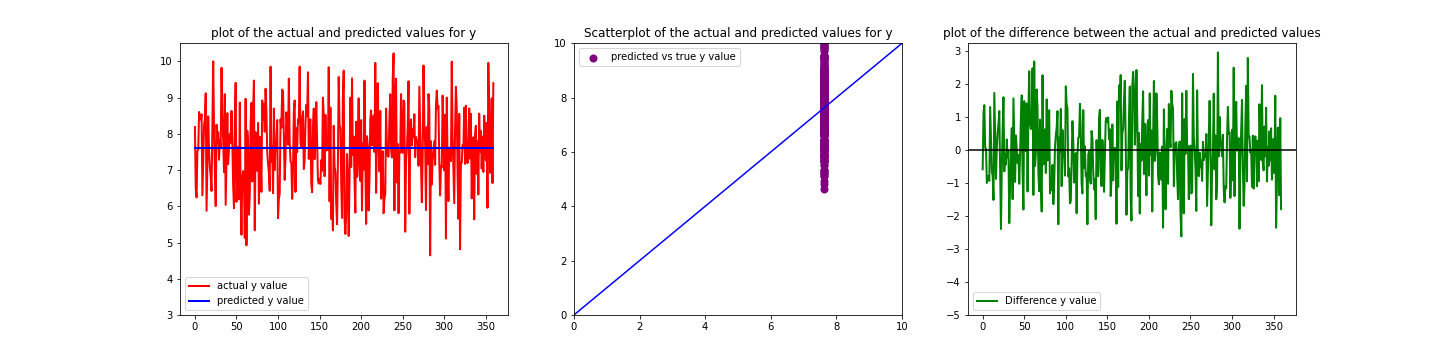 plot of the actual and predicted values for y
10
9
8
7
6
5
4
3
0 50 100 150 200 250 300 350
actual y value
predicted y value
Scatterplot of the actual and predicted values for y
10
8
6
4
2
0
0 2 4 6 8 10
predicted vs true y value
plot of the difference between the actual and predicted values
3
2
1
0
−1
−2
−3
−4
−5
0 50 100 150 200 250 300 350
Difference y value